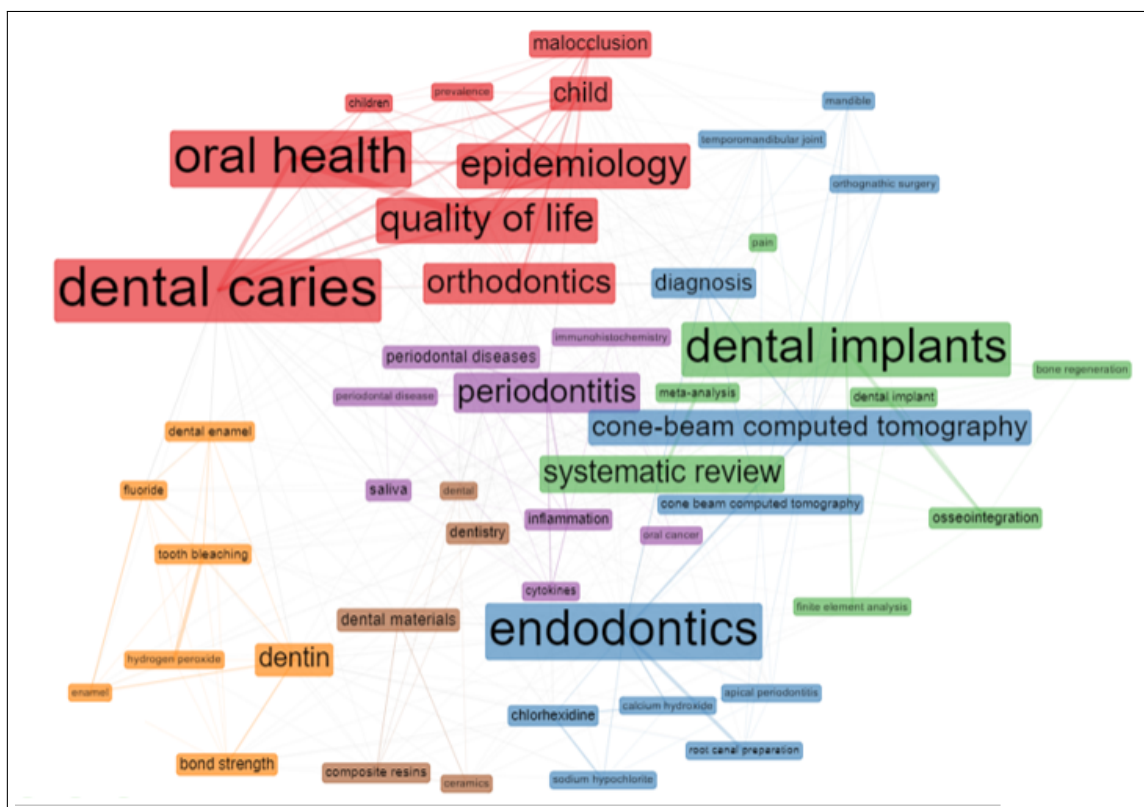 malocclusion
prevalence
child
children
mandible
temporomandibular joint
oral health
epidemiology
orthognathic surgery
quality of life
pain
dental caries
orthodontics
diagnosis
immunohistochemistry
dental implants
periodontal diseases
bone regeneration
periodontitis
meta-analysis
periodontal disease
dental implant
cone-beam computed tomography
dental enamel
systematic review
fluoride
saliva
dental
cone beam computed tomography
inflammation
osseointegration
dentistry
oral cancer
tooth bleaching
cytokines
finite element analysis
dental materials
endodontics
hydrogen peroxide
dentin
enamel
apical periodontitis
calcium hydroxide
chlorhexidine
root canal preparation
bond strength
composite resins
ceramics
sodium hypochlorite